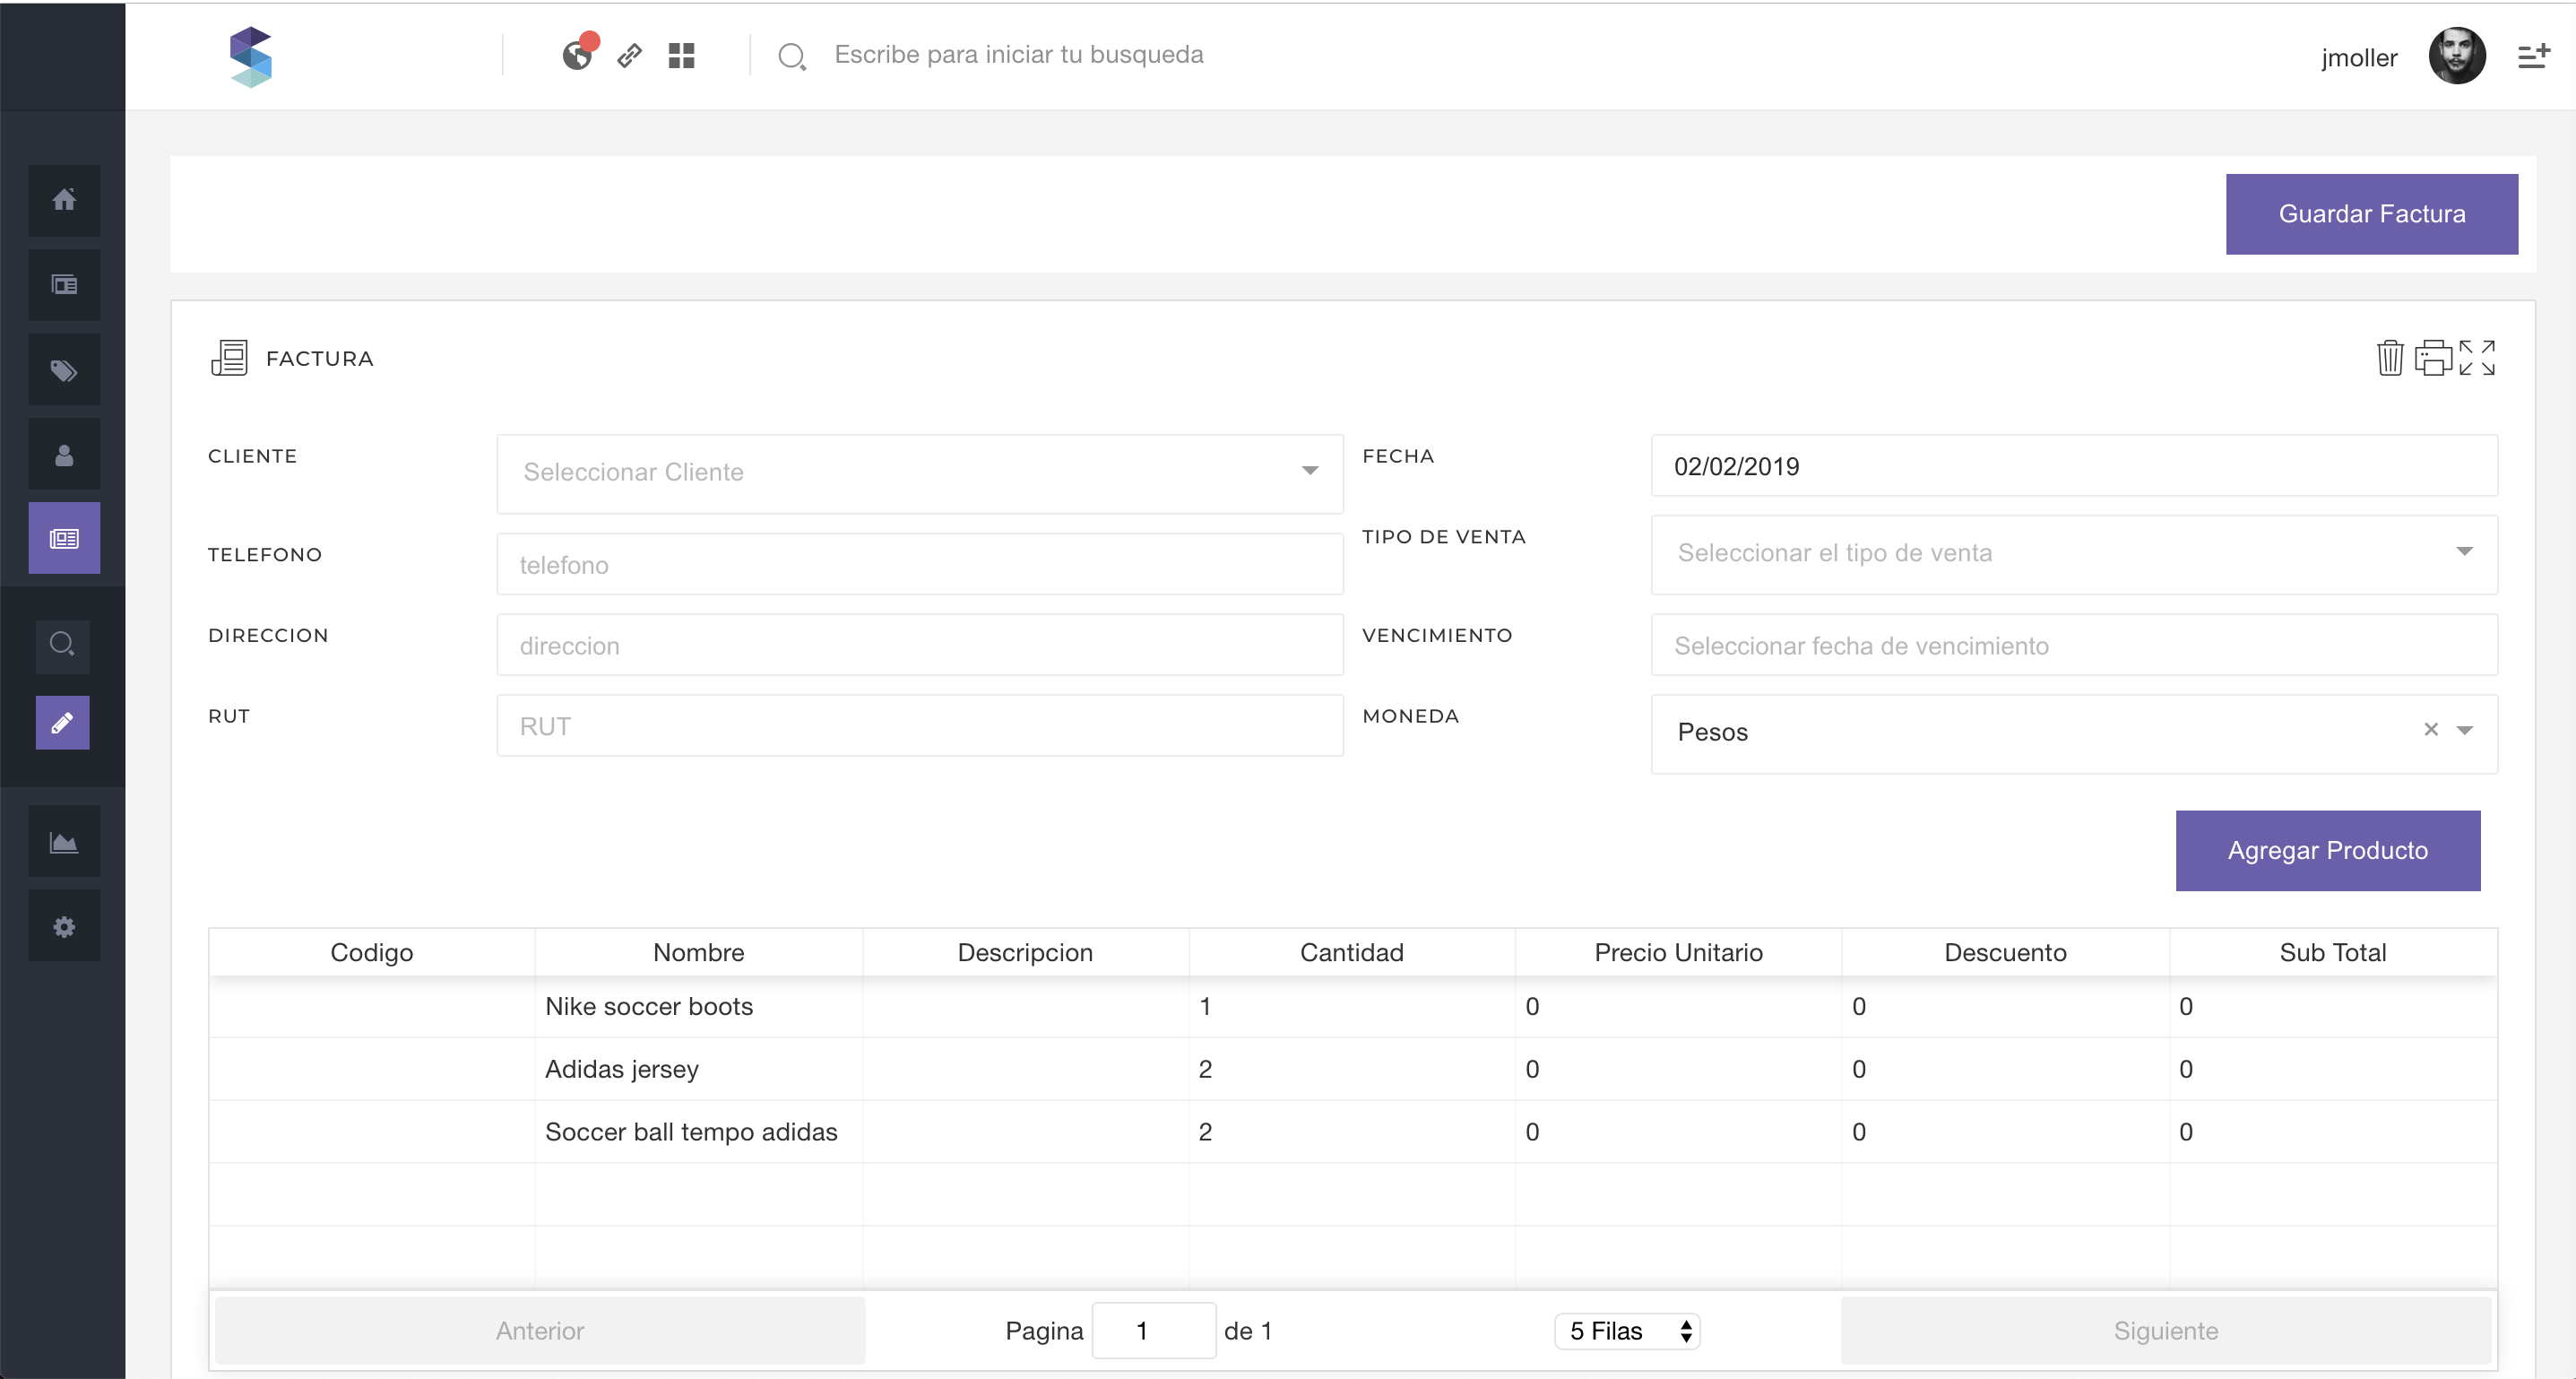 Escribe para iniciar tu busqueda
jmoller
Guardar Factura
FACTURA
CLIENTE
Seleccionar Cliente
FECHA
02/02/2019
TELEFONO
telefono
TIPO DE VENTA
Seleccionar el tipo de venta
DIRECCION
direccion
VENCIMIENTO
Seleccionar fecha de vencimiento
RUT
RUT
MONEDA
Pesos
Agregar Producto
Codigo Nombre Descripcion Cantidad Precio Unitario Descuento Sub Total
Nike soccer boots 1 0 0 0
Adidas jersey 2 0 0 0
Soccer ball tempo adidas 2 0 0 0
Anterior Pagina 1 de 1 5 Filas Siguiente